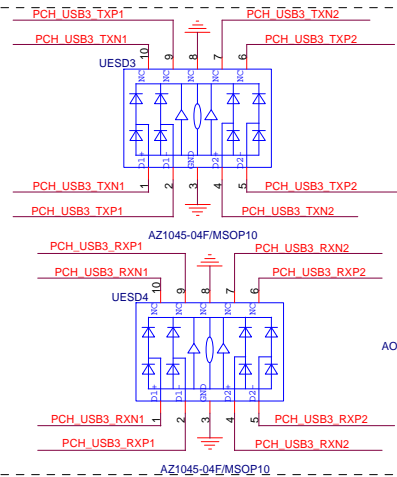 PCH_USB3_TXP1 PCH_USB3_TXN2
PCH_USB3_TXN1 PCH_USB3_TXP2
10 9 8 7 6
UESD3
NC NC NC NC
D1+ D1- GND D2+ D2-
PCH_USB3_TXN1 1 2 3 4 5 PCH_USB3_TXP2
PCH_USB3_TXP1 PCH_USB3_TXN2
AZ1045-04F/MSOP10
PCH_USB3_RXP1 PCH_USB3_RXN2
PCH_USB3_RXN1 PCH_USB3_RXP2
10 9 8 7 6
UESD4
NC NC NC NC
AO
D1+ D1- GND D2+ D2-
PCH_USB3_RXN1 1 2 3 4 5 PCH_USB3_RXP2
PCH_USB3_RXP1 PCH_USB3_RXN2
AZ1045-04F/MSOP10